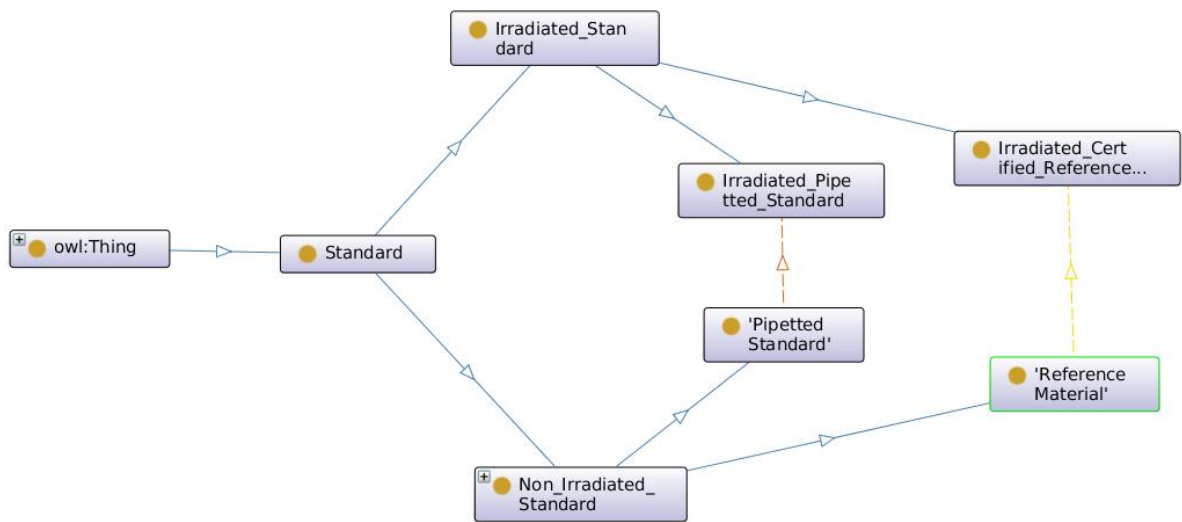 Irradiated_Stan
dard
Irradiated_Cert
ified_Reference...
Irradiated_Pipe
tted_Standard
owl:Thing
Standard
'Pipetted
Standard'
'Reference
Material'
Non_Irradiated_
Standard